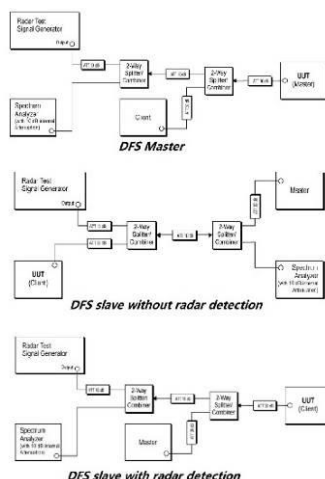 Radar Test
Signal Generator
Output
2-Way
Splitter/
Combiner
2-Way
Splitter/
Combiner
UUT
(Master)
Spectrum
Analyzer
Client
DFS Master
Radar Test
Signal Generator
Output
Master
2-Way
Splitter/
Combiner
2-Way
Splitter/
Combiner
UUT
(Client)
Spectrum
Analyzer
DFS slave without radar detection
Radar Test
Signal Generator
Output
2-Way
Splitter
Combiner
2-Way
Splitter
Combiner
UUT
(Client)
Spectrum
Analyzer
Master
DFS slave with radar detection